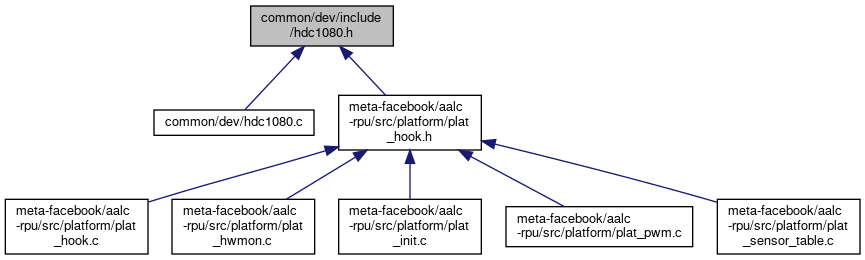 common/dev/include
/hdc1080.h
common/dev/hdc1080.c
meta-facebook/aalc
-rpu/src/platform/plat
_hook.h
meta-facebook/aalc
-rpu/src/platform/plat
_hook.c
meta-facebook/aalc
-rpu/src/platform/plat
_hwmon.c
meta-facebook/aalc
-rpu/src/platform/plat
_init.c
meta-facebook/aalc
-rpu/src/platform/plat_pwm.c
meta-facebook/aalc
-rpu/src/platform/plat
_sensor_table.c